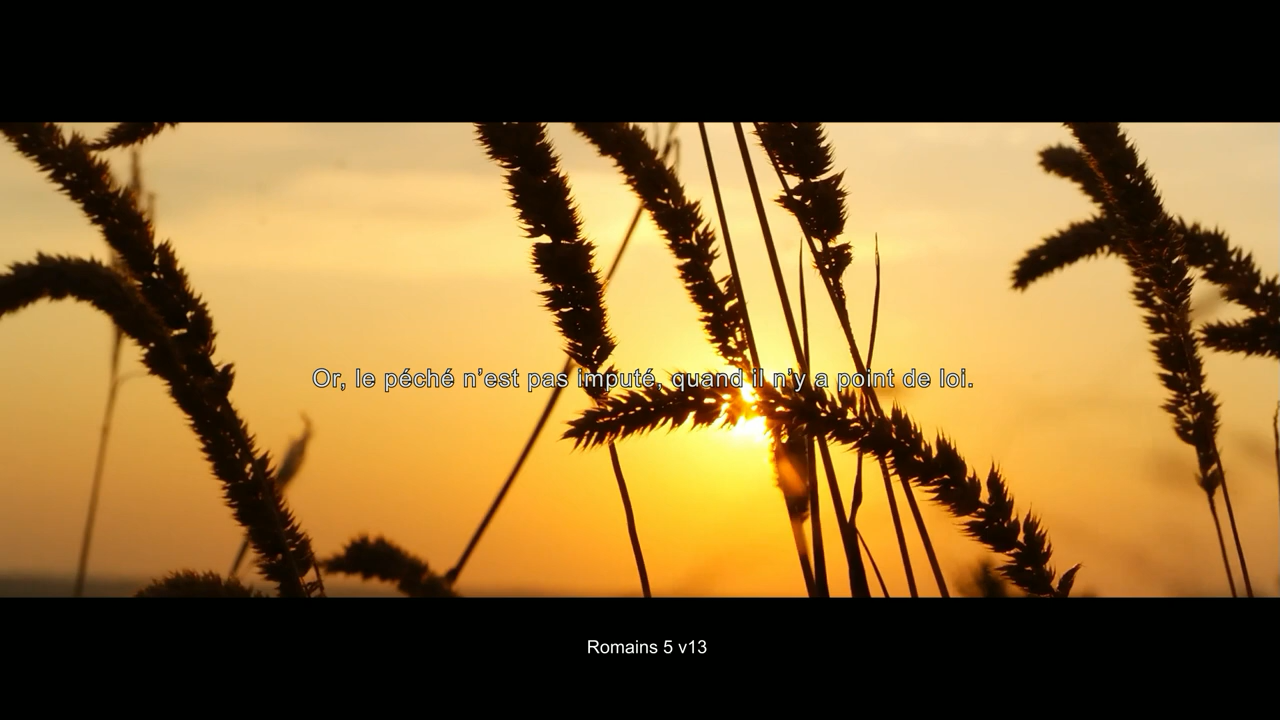 Or, le péché n’est pas imputé, quand il n’y a point de loi.
Romains 5 v13